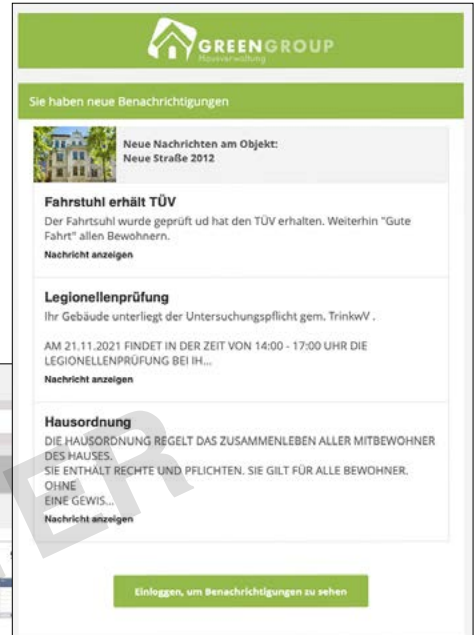 GREENGROUP
Hausverwaltung
Sie haben neue Benachrichtigungen
Neue Nachrichten am Objekt:
Neue Straße 2012
Fahrstuhl erhält TÜV
Der Fahrtsuhl wurde geprüft ud hat den TÜV erhalten. Weiterhin "Gute
Fahrt" allen Bewohnern.
Nachricht anzeigen
Legionellenprüfung
Ihr Gebäude unterliegt der Untersuchungspflicht gem. TrinkwV .
AM 21.11.2021 FINDET IN DER ZEIT VON 14:00 - 17:00 UHR DIE
LEGIONELLENPRÜFUNG BEI IH...
Nachricht anzeigen
Hausordnung
DIE HAUSORDNUNG REGELT DAS ZUSAMMENLEBEN ALLER MITBEWOHNER
DES HAUSES.
SIE ENTHÄLT RECHTE UND PFLICHTEN. SIE GILT FÜR ALLE BEWOHNER.
OHNE
EINE GEWIS...
Nachricht anzeigen
Einloggen, um Benachrichtigungen zu sehen
TER